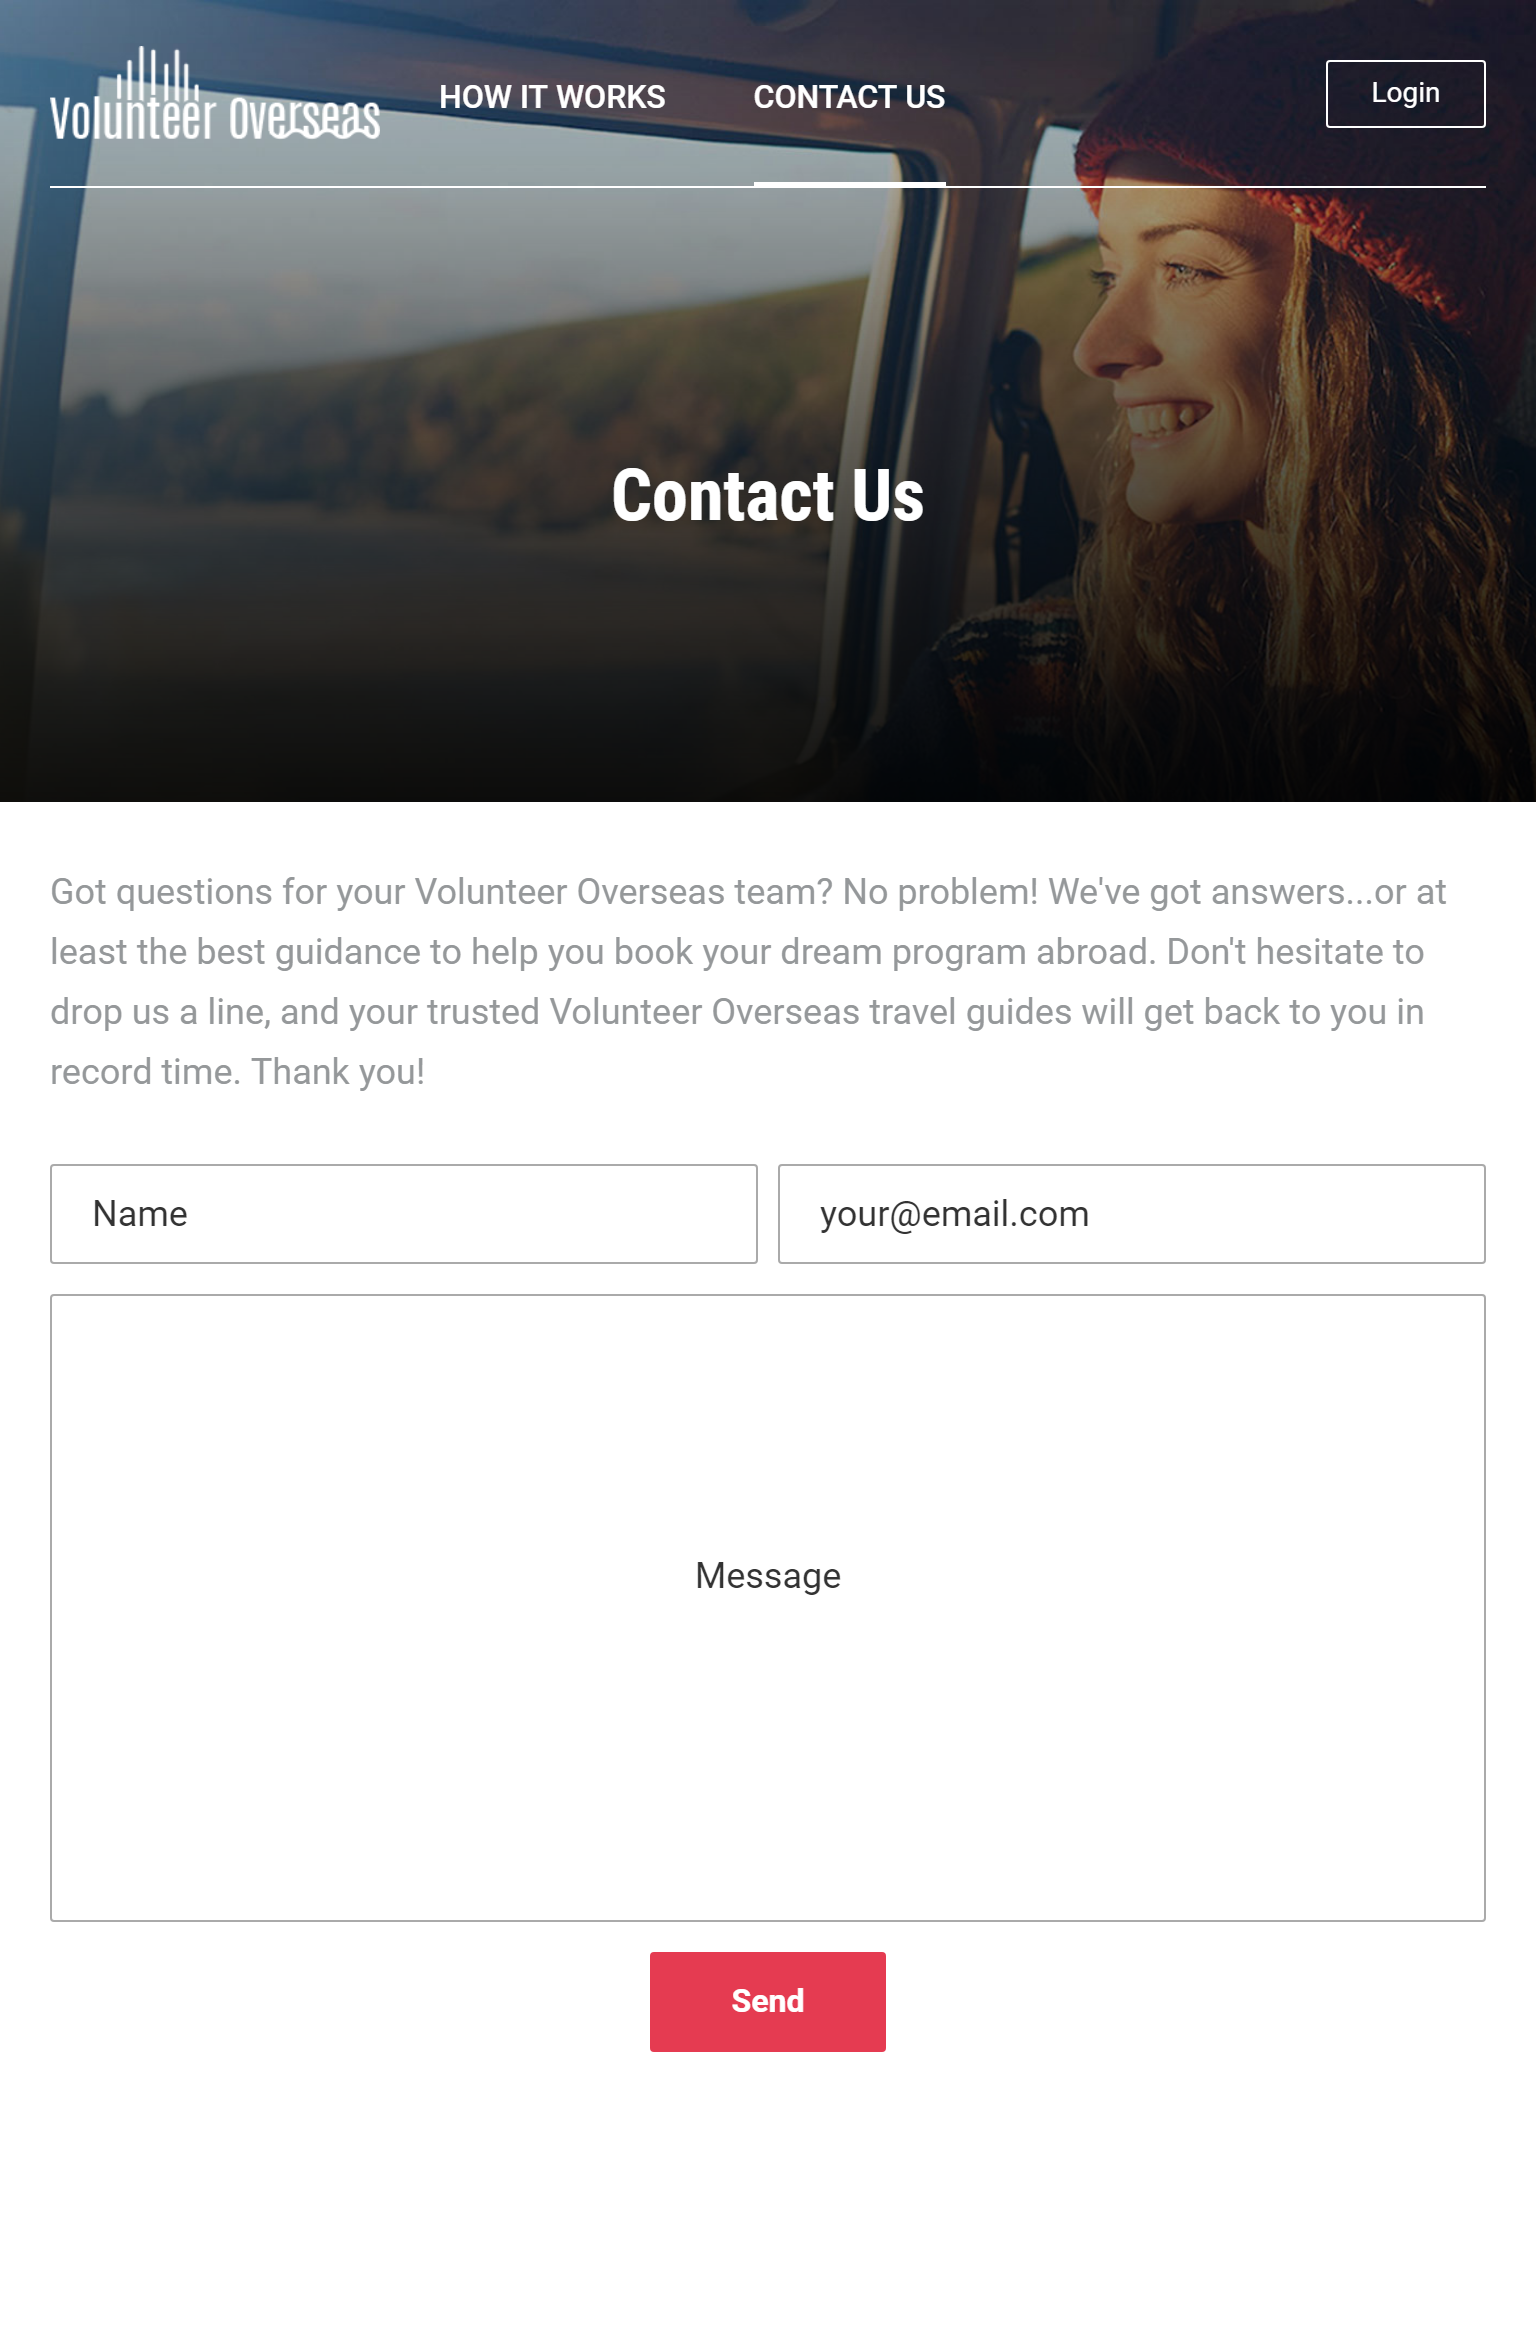 Volunteer Overseas
HOW IT WORKS
CONTACT US
Login
Contact Us
Got questions for your Volunteer Overseas team? No problem! We've got answers...or at
least the best guidance to help you book your dream program abroad. Don't hesitate to
drop us a line, and your trusted Volunteer Overseas travel guides will get back to you in
record time. Thank you!
Name
your@email.com
Message
Send